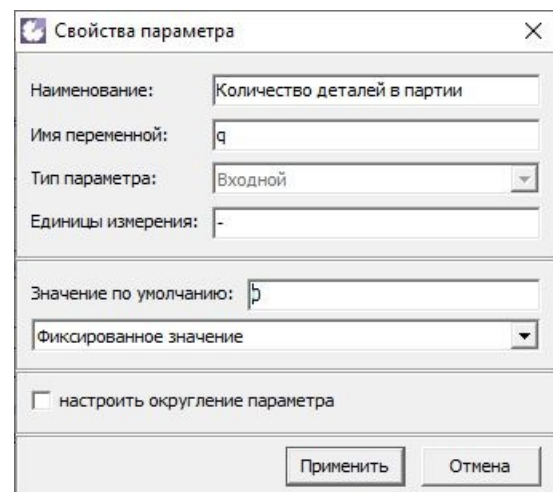 Свойства параметра
Наименование: Количество деталей в партии
Имя переменной: q
Тип параметра: Входной
Единицы измерения: -
Значение по умолчанию:
Фиксированное значение
настроить округление параметра
Применить Отмена